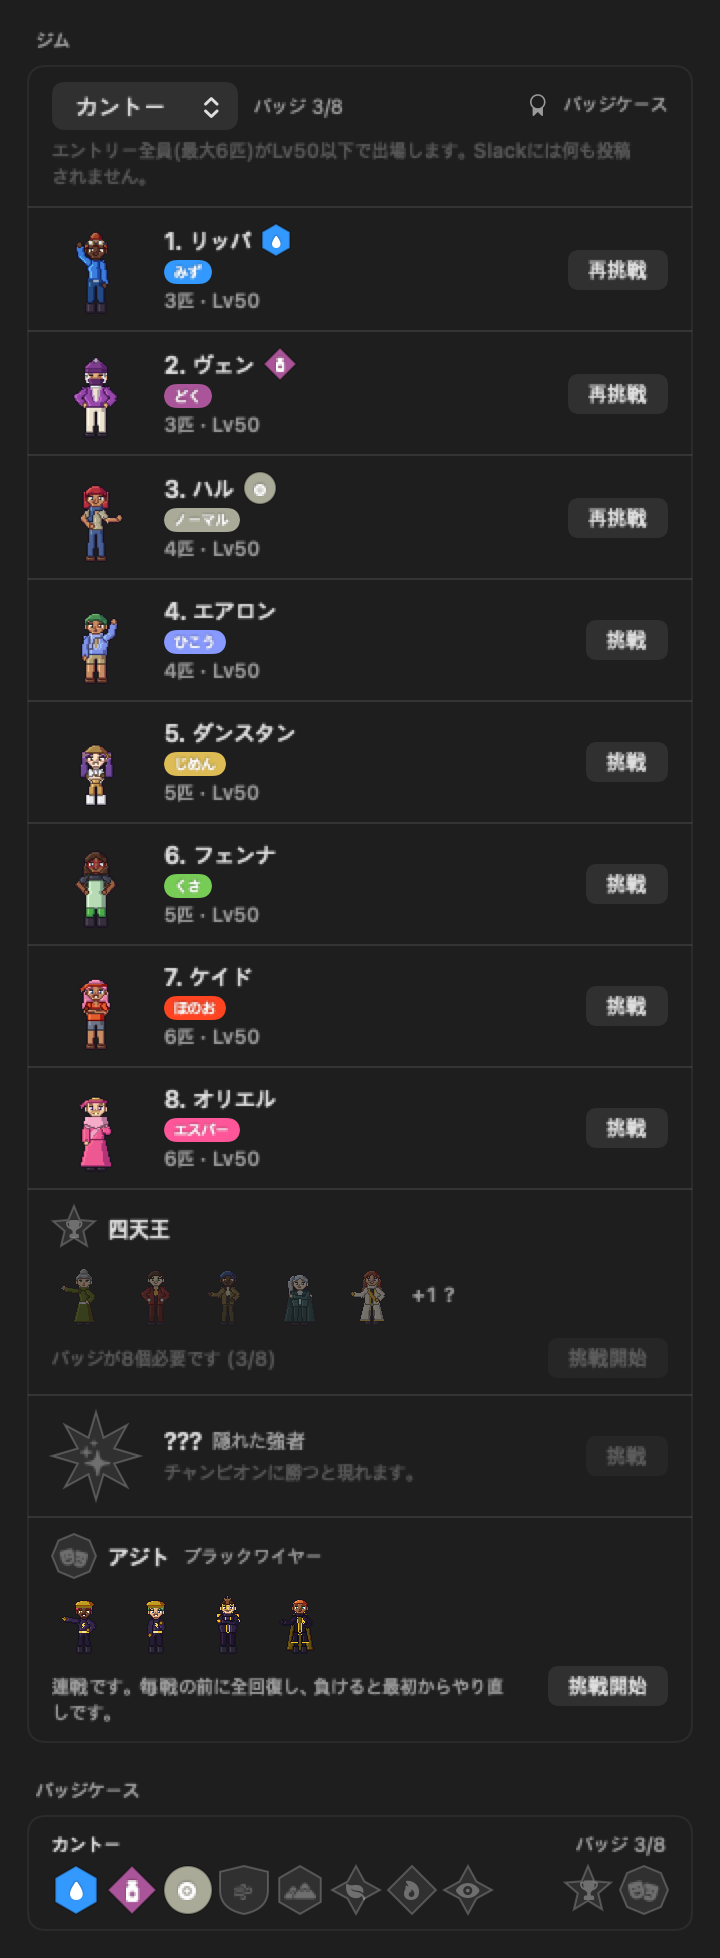 ジム
カントー
バッジ 3/8
バッジケース
エントリー全員(最大6匹)がLv50以下で出場します。Slackには何も投稿
されません。
1. リッパ
みず
3匹 · Lv50
再挑戦
2. ヴェン
どく
3匹 · Lv50
再挑戦
3. ハル
ノーマル
4匹 · Lv50
再挑戦
4. エアロン
ひこう
4匹 · Lv50
挑戦
5. ダンスタン
じめん
5匹 · Lv50
挑戦
6. フェンナ
くさ
5匹 · Lv50
挑戦
7. ケイド
ほのお
6匹 · Lv50
挑戦
8. オリエル
エスパー
6匹 · Lv50
挑戦
四天王
+1 ?
バッジが8個必要です (3/8)
挑戦開始
??? 隠れた強者
チャンピオンに勝つと現れます。
挑戦
アジト ブラックワイヤー
連戦です。毎戦の前に全回復し、負けると最初からやり直
しです。
挑戦開始
バッジケース
カントー
バッジ 3/8